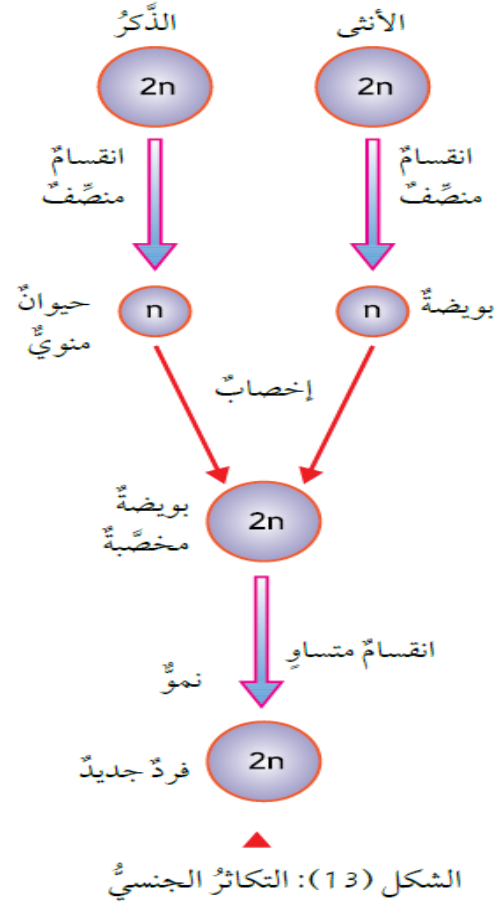 الأنثى الذَّكرُ
2n 2n
انقسامٌ انقسامٌ
منصِّفٌ منصِّفٌ
بويضةٌ n n حيوانٌ
منويٌّ
إخصابٌ
بويضةٌ
مخصَّبةٌ
2n
انقسامٌ متساوٍ
نموٌّ
2n
فردٌ جديدٌ
الشكل (13): التكاثرُ الجنسيُّ